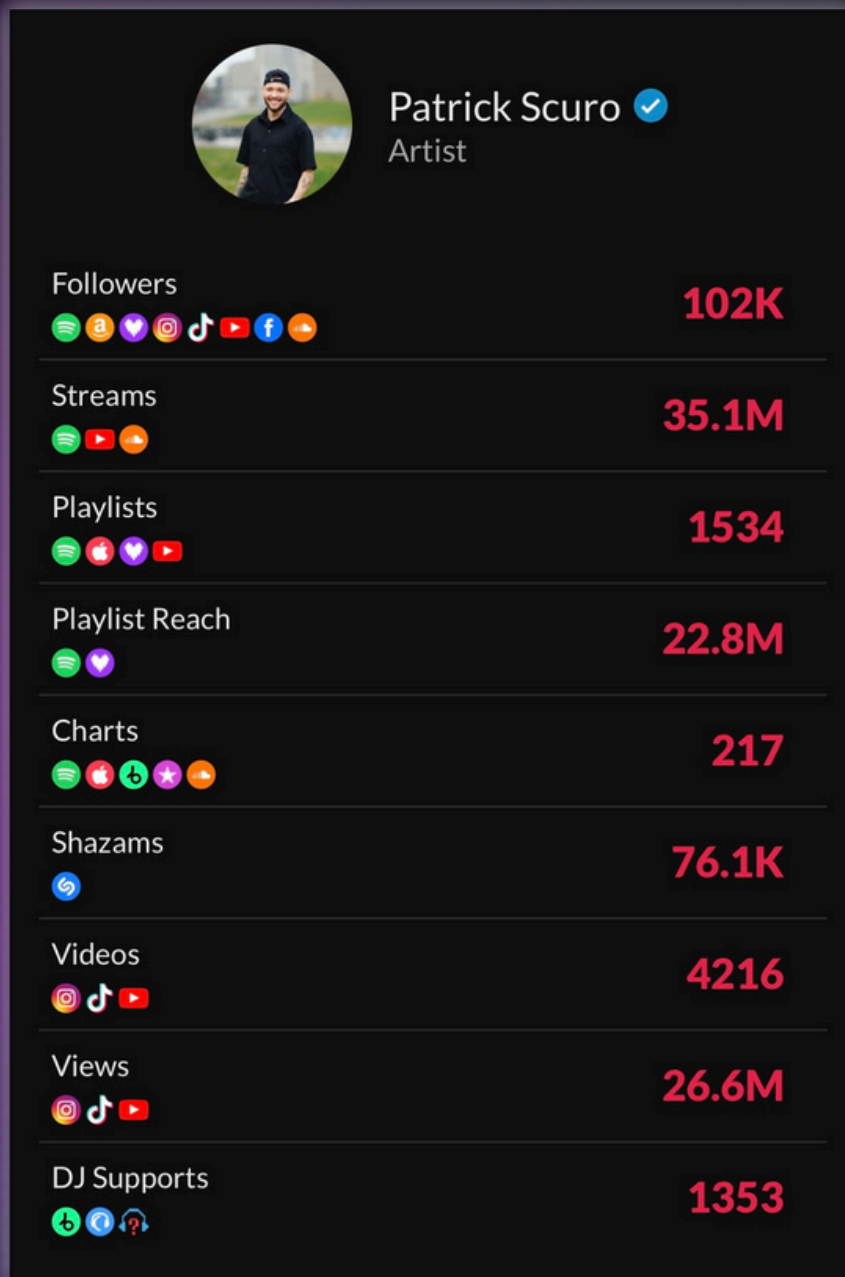 Patrick Scuro
Artist
Followers
102K
Streams
35.1M
Playlists
1534
Playlist Reach
22.8M
Charts
217
Shazams
76.1K
Videos
4216
Views
26.6M
DJ Supports
1353